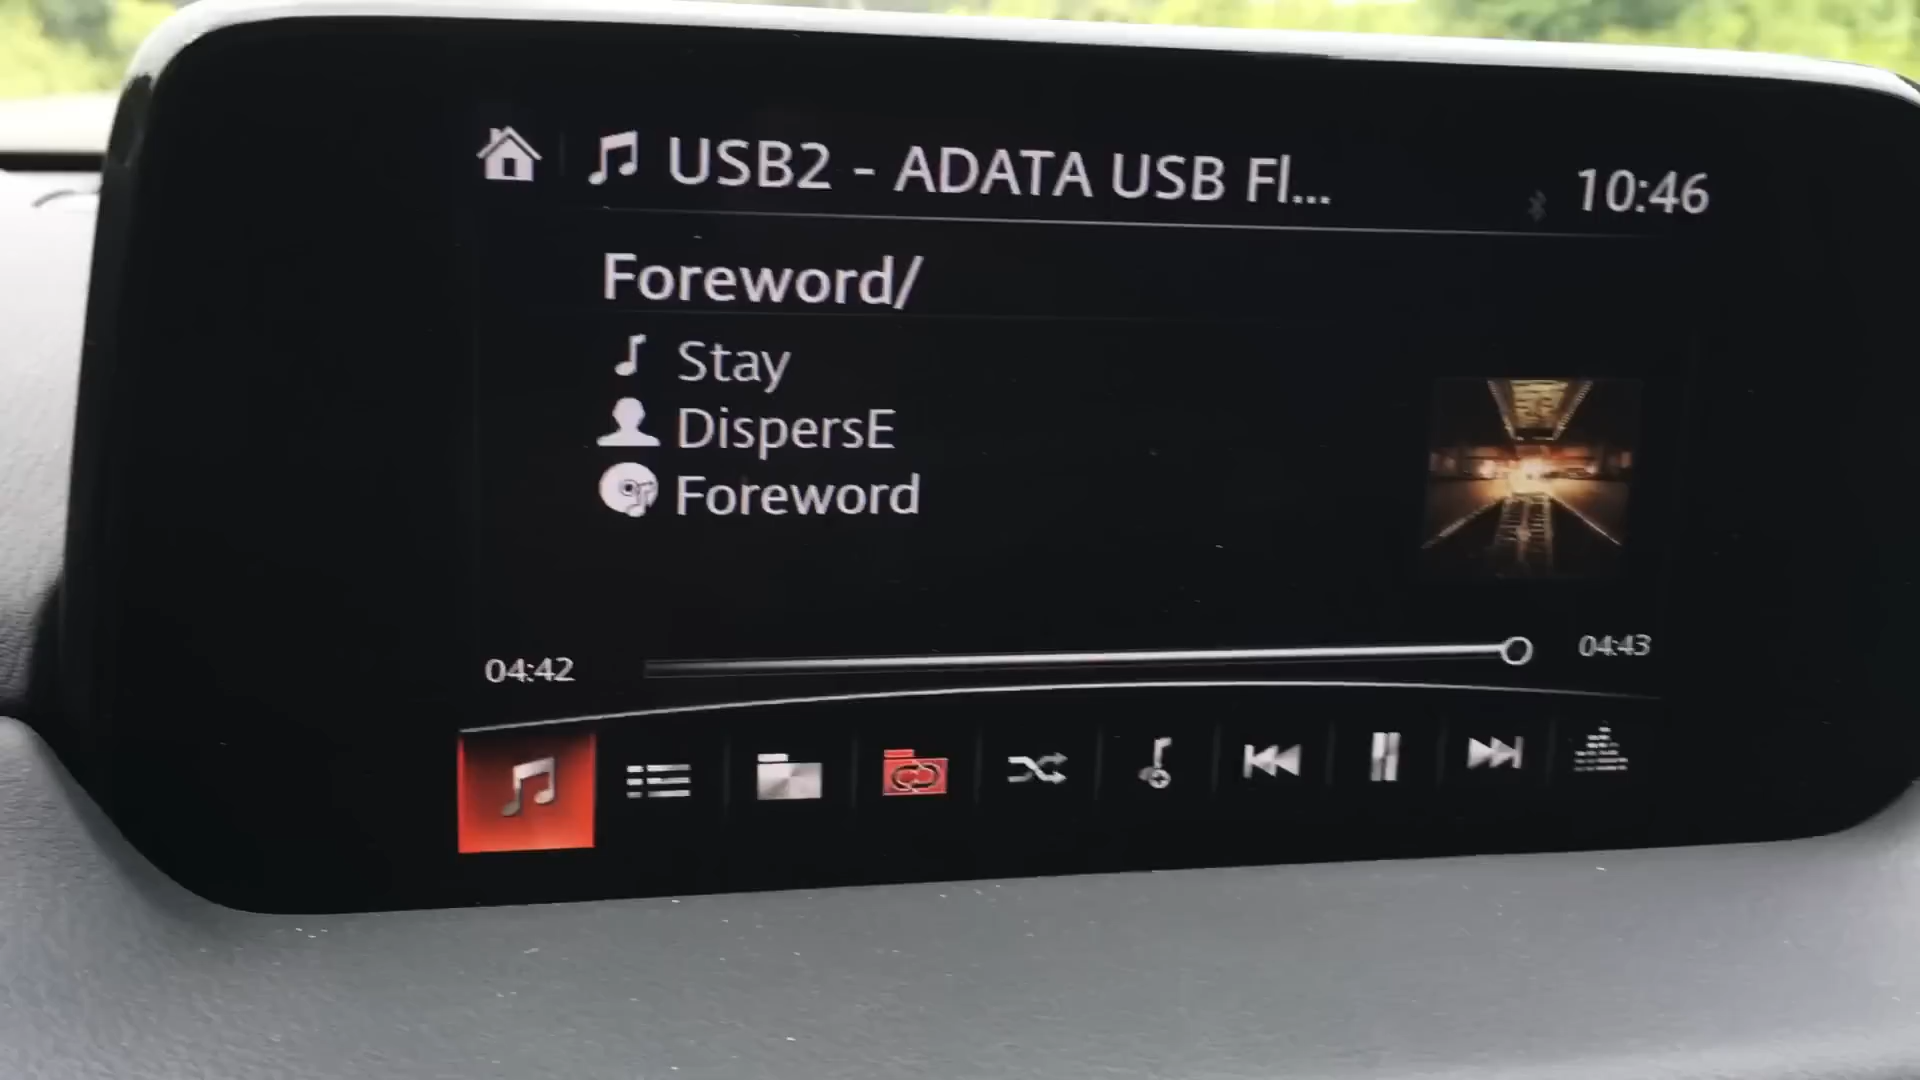 USB2 - ADATA USB Fl...
10:46
Foreword/
Stay
DispersE
Foreword
04:42
04:43